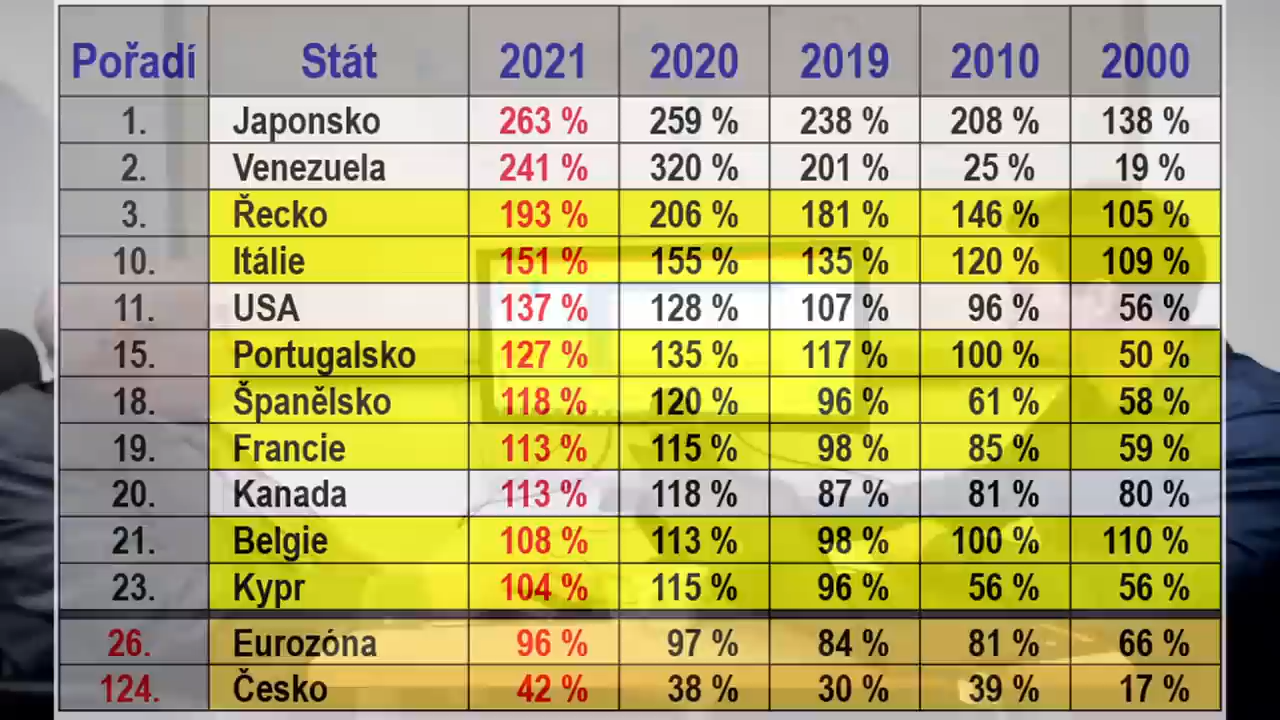 Pořadí Stát 2021 2020 2019 2010 2000
1. Japonsko 263 % 259 % 238 % 208 % 138 %
2. Venezuela 241 % 320 % 201 % 25 % 19 %
3. Řecko 193 % 206 % 181 % 146 % 105 %
10. Itálie 151 % 155 % 135 % 120 % 109 %
11. USA 137 % 128 % 107 % 96 % 56 %
15. Portugalsko 127 % 135 % 117 % 100 % 50 %
18. Španělsko 118 % 120 % 96 % 61 % 58 %
19. Francie 113 % 115 % 98 % 85 % 59 %
20. Kanada 113 % 118 % 87 % 81 % 80 %
21. Belgie 108 % 113 % 98 % 100 % 110 %
23. Kypr 104 % 115 % 96 % 56 % 56 %
26. Eurozóna 96 % 97 % 84 % 81 % 66 %
124. Česko 42 % 38 % 30 % 39 % 17 %